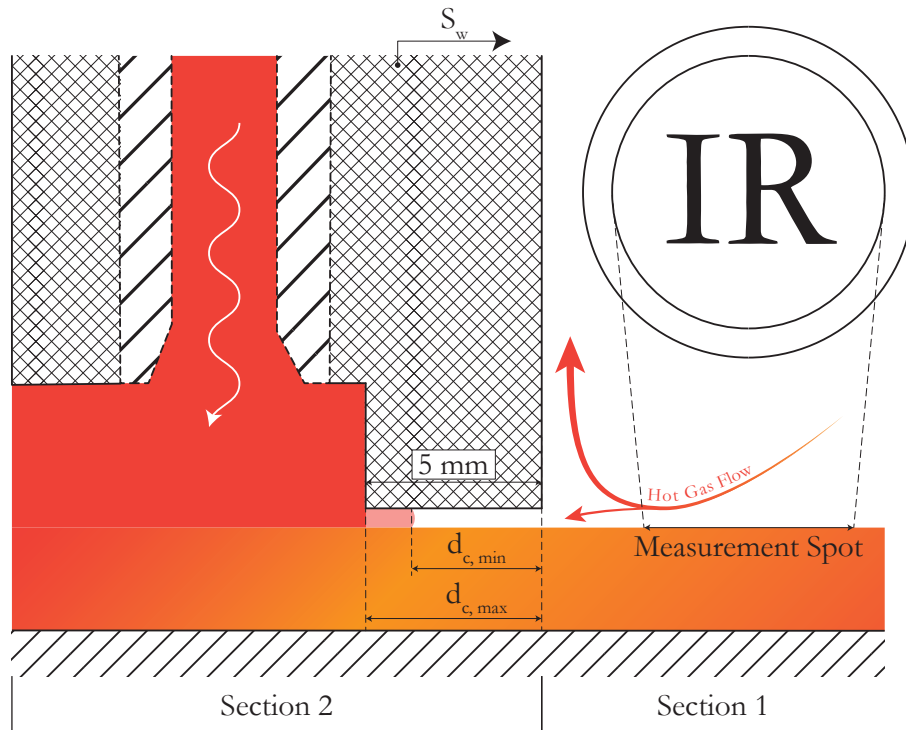 S_w
IR
5 mm
Hot Gas Flow
Measurement Spot
d_c, min
d_c, max
Section 2
Section 1